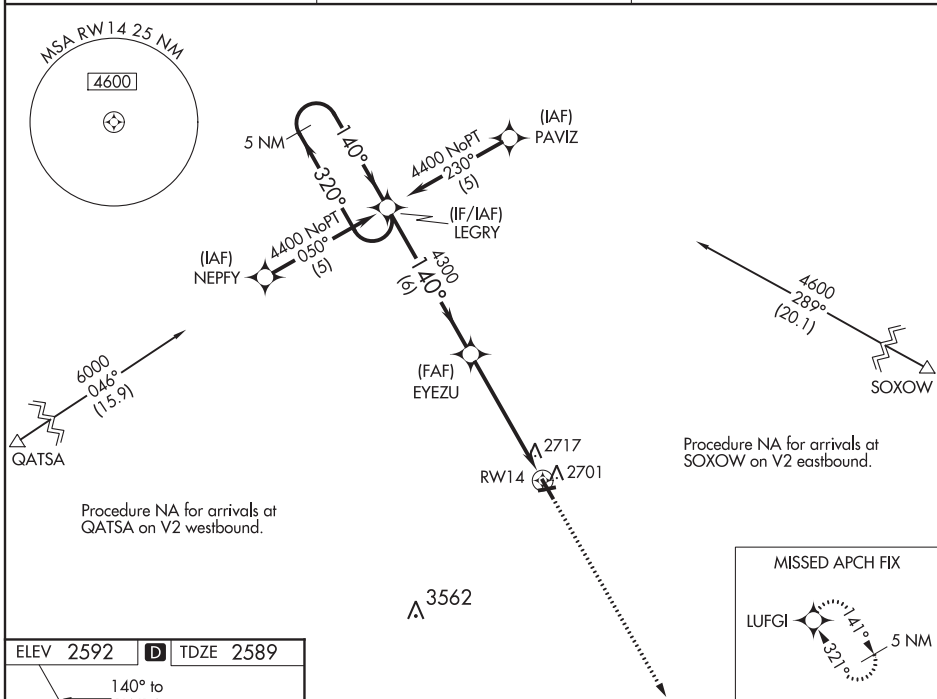 MSA RW14 25 NM
4600
5 NM
140°
320°
(IAF)
PAVIZ
4400 NoPT
230°
(5)
(IF/IAF)
LEGRY
4400 NoPT
050°
(5)
(IAF)
NEPFY
4300
140°
(6)
(FAF)
EYEZU
6000
046°
(15.9)
QATSA
4600
289°
(20.1)
SOXOW
2717
RW14
2701
Procedure NA for arrivals at
SOXOW on V2 eastbound.
Procedure NA for arrivals at
QATSA on V2 westbound.
3562
MISSED APCH FIX
LUFGI
141°
321°
5 NM
ELEV 2592 D TDZE 2589
140° to